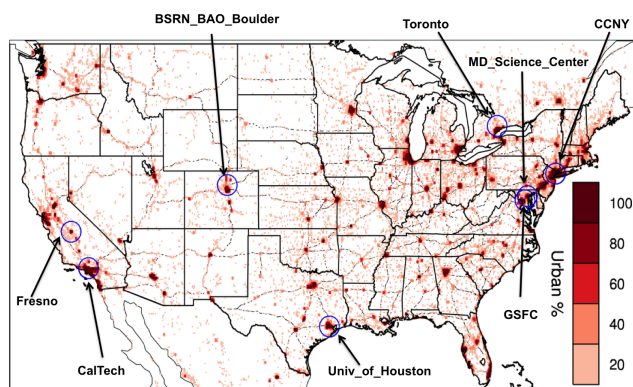 BSRN_BAO_Boulder
Toronto
CCNY
MD_Science_Center
Fresno
CalTech
Univ_of_Houston
GSFC
Urban %
100
80
60
40
20